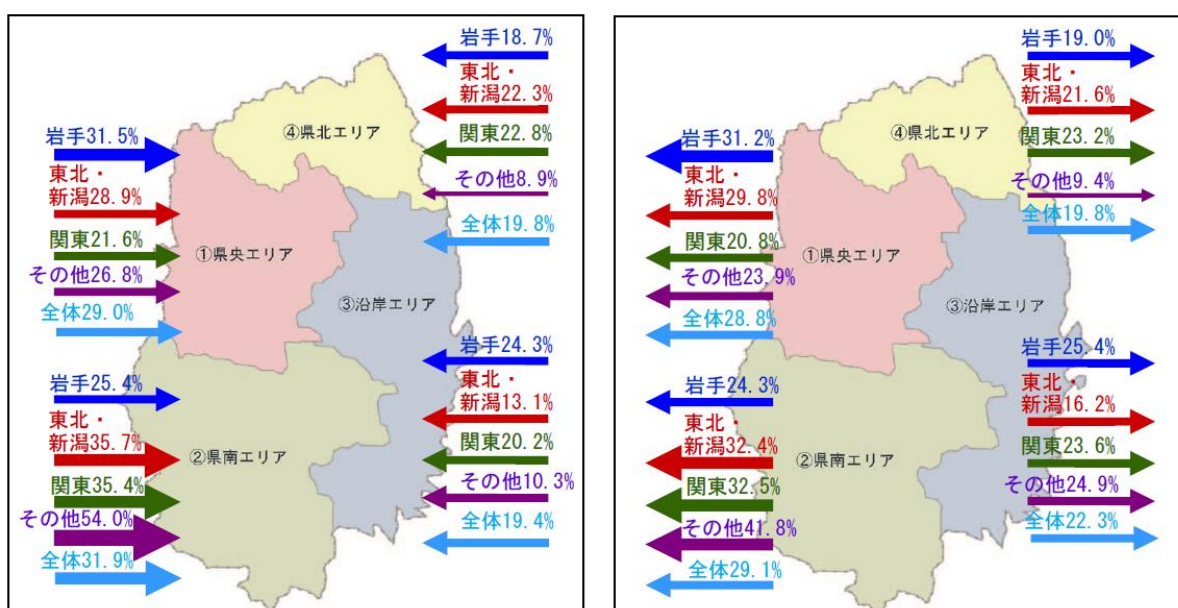 岩手18.7%
東北・
新潟22.3%
関東22.8%
その他8.9%
全体19.8%
④県北エリア
岩手31.5%
東北・
新潟28.9%
関東21.6%
その他26.8%
全体29.0%
①県央エリア
③沿岸エリア
岩手24.3%
東北・
新潟13.1%
関東20.2%
その他10.3%
全体19.4%
岩手25.4%
東北・
新潟35.7%
関東35.4%
その他54.0%
全体31.9%
②県南エリア
岩手19.0%
東北・
新潟21.6%
関東23.2%
その他9.4%
全体19.8%
④県北エリア
岩手31.2%
東北・
新潟29.8%
関東20.8%
その他23.9%
全体28.8%
①県央エリア
③沿岸エリア
岩手25.4%
東北・
新潟16.2%
関東23.6%
その他24.9%
全体22.3%
岩手24.3%
東北・
新潟32.4%
関東32.5%
その他41.8%
全体29.1%
②県南エリア